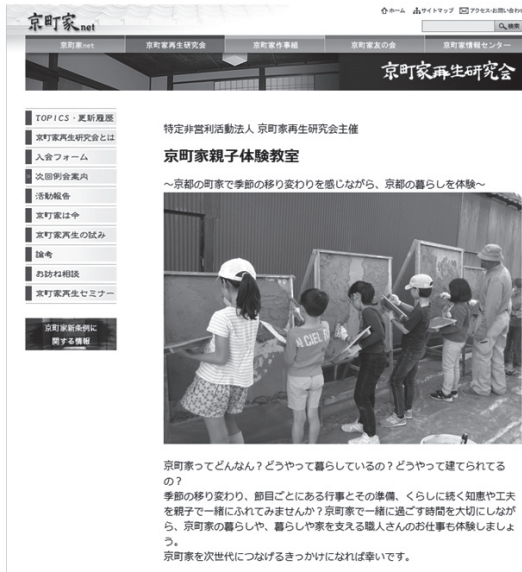 京町家net
ホーム サイトマップ アクセス・お問い合わせ
検索
京町家net 京町家再生研究会 京町家作事組 京町家友の会 京町家情報センター
京町家再生研究会
TOPICS・更新履歴
京町家再生研究会とは
入会フォーム
次回例会案内
活動報告
京町家は今
京町家再生の試み
論考
お訪ね相談
京町家再生セミナー
京町家新条例に
関する情報
特定非営利活動法人 京町家再生研究会主催
京町家親子体験教室
～京都の町家で季節の移り変わりを感じながら、京都の暮らしを体験～
京町家ってどんなん？どうやって暮らしているの？どうやって建てられてる
の？
季節の移り変わり、節目ごとにある行事とその準備、くらしに続く知恵や工夫
を親子で一緒にふれてみませんか？京町家で一緒に過ごす時間を大切にしなが
ら、京町家の暮らしや、暮らしや家を支える職人さんのお仕事も体験しましょ
う。
京町家を次世代につなげるきっかけになれば幸いです。